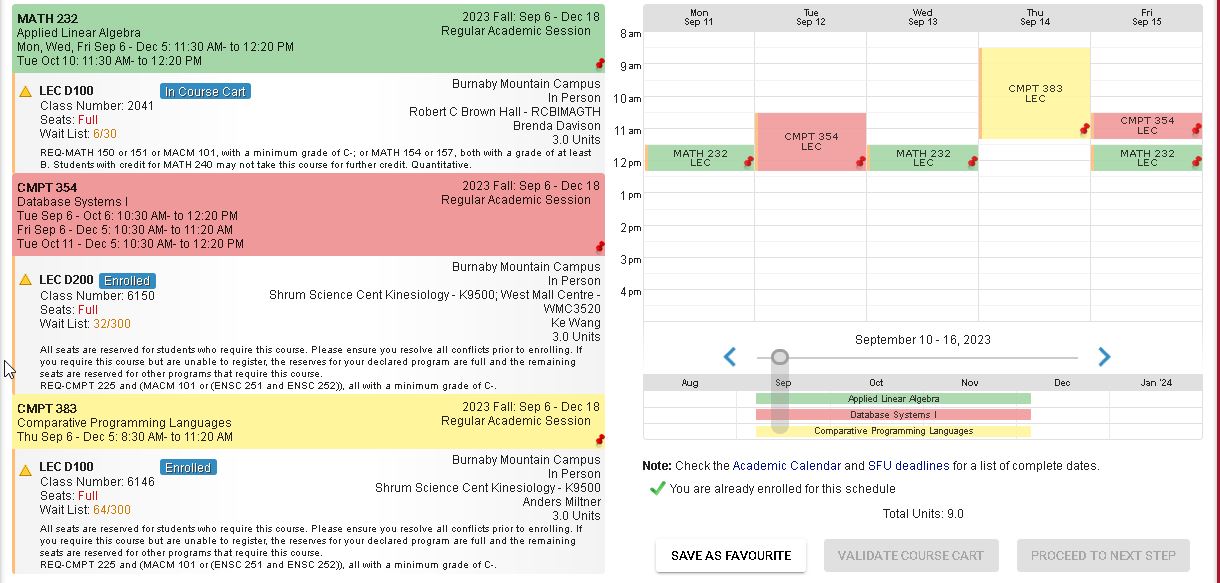 MATH 232
2023 Fall: Sep 6 - Dec 18
Applied Linear Algebra
Regular Academic Session
Mon, Wed, Fri Sep 6 - Dec 5: 11:30 AM- to 12:20 PM
Tue Oct 10: 11:30 AM- to 12:20 PM
LEC D100
In Course Cart
Burnaby Mountain Campus
Class Number: 2041
In Person
Seats: Full
Robert C Brown Hall - RCBIMAGTH
Wait List: 6/30
Brenda Davison
3.0 Units
REQ-MATH 150 or 151 or MACM 101, with a minimum grade of C-; or MATH 154 or 157, both with a grade of at least
B. Students with credit for MATH 240 may not take this course for further credit. Quantitative.
CMPT 354
2023 Fall: Sep 6 - Dec 18
Database Systems I
Regular Academic Session
Tue Sep 6 - Oct 6: 10:30 AM- to 12:20 PM
Fri Sep 6 - Dec 5: 10:30 AM- to 11:20 AM
Tue Oct 11 - Dec 5: 10:30 AM- to 12:20 PM
LEC D200
Enrolled
Burnaby Mountain Campus
Class Number: 6150
In Person
Seats: Full
Shrum Science Cent Kinesiology - K9500; West Mall Centre -
WMC3520
Wait List: 32/300
Ke Wang
3.0 Units
All seats are reserved for students who require this course. Please ensure you resolve all conflicts prior to enrolling. If
you require this course but are unable to register, the reserves for your declared program are full and the remaining
seats are reserved for other programs that require this course.
REQ-CMPT 225 and (MACM 101 or (ENSC 251 and ENSC 252)), all with a minimum grade of C-.
CMPT 383
2023 Fall: Sep 6 - Dec 18
Comparative Programming Languages
Regular Academic Session
Thu Sep 6 - Dec 5: 8:30 AM- to 11:20 AM
LEC D100
Enrolled
Burnaby Mountain Campus
Class Number: 6146
In Person
Seats: Full
Shrum Science Cent Kinesiology - K9500
Wait List: 64/300
Anders Miltner
3.0 Units
All seats are reserved for students who require this course. Please ensure you resolve all conflicts prior to enrolling. If
you require this course but are unable to register, the reserves for your declared program are full and the remaining
seats are reserved for other programs that require this course.
REQ-CMPT 225 and (MACM 101 or (ENSC 251 and ENSC 252)), all with a minimum grade of C-.
Mon Tue Wed Thu Fri
Sep 11 Sep 12 Sep 13 Sep 14 Sep 15
8 am
9 am
CMPT 383
LEC
10 am
11 am
CMPT 354
LEC
CMPT 354
LEC
12 pm
MATH 232
LEC
MATH 232
LEC
MATH 232
LEC
1 pm
2 pm
3 pm
4 pm
September 10 - 16, 2023
Aug Sep Oct Nov Dec Jan '24
Applied Linear Algebra
Database Systems I
Comparative Programming Languages
Note: Check the Academic Calendar and SFU deadlines for a list of complete dates.
You are already enrolled for this schedule
Total Units: 9.0
SAVE AS FAVOURITE
VALIDATE COURSE CART
PROCEED TO NEXT STEP